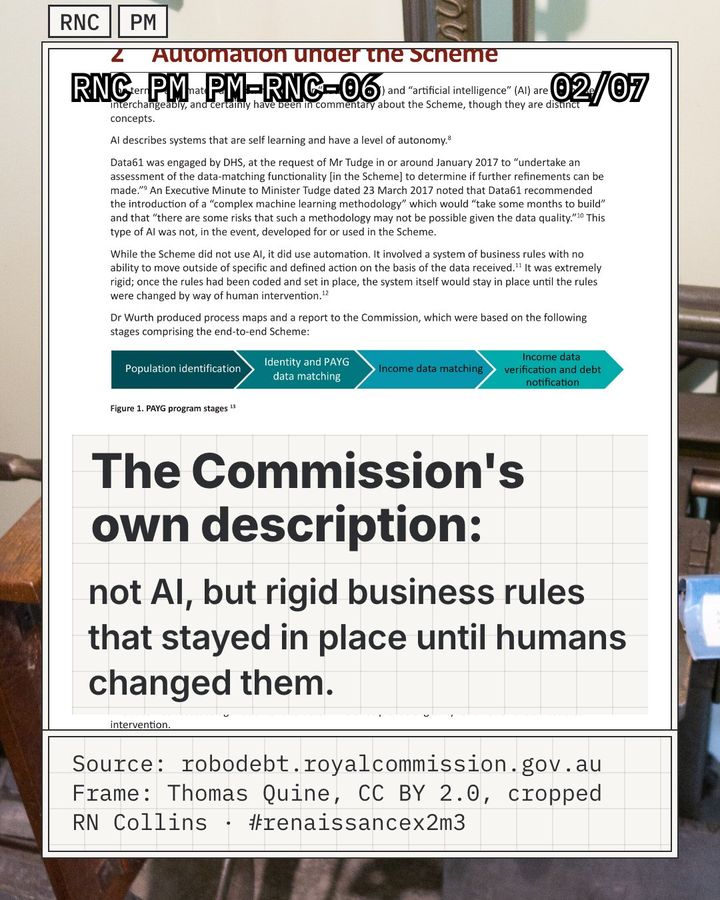 RNC PM
2 Automation under the Scheme
RNC PM PM-RNC-06 02/07
and “artificial intelligence” (AI) are
interchangeably, and certainly have been in commentary about the Scheme, though they are distinct
concepts.
AI describes systems that are self learning and have a level of autonomy.8
Data61 was engaged by DHS, at the request of Mr Tudge in or around January 2017 to “undertake an
assessment of the data-matching functionality [in the Scheme] to determine if further refinements can be
made.”9 An Executive Minute to Minister Tudge dated 23 March 2017 noted that Data61 recommended
the introduction of a “complex machine learning methodology” which would “take some months to build”
and that “there are some risks that such a methodology may not be possible given the data quality.”10 This
type of AI was not, in the event, developed for or used in the Scheme.
While the Scheme did not use AI, it did use automation. It involved a system of business rules with no
ability to move outside of specific and defined action on the basis of the data received.11 It was extremely
rigid; once the rules had been coded and set in place, the system itself would stay in place until the rules
were changed by way of human intervention.12
Dr Wurth produced process maps and a report to the Commission, which were based on the following
stages comprising the end-to-end Scheme:
Population identification
Identity and PAYG
data matching
Income data matching
Income data
verification and debt
notification
Figure 1. PAYG program stages 13
The Commission's
own description:
not AI, but rigid business rules
that stayed in place until humans
changed them.
intervention.
Source: robodebt.royalcommission.gov.au
Frame: Thomas Quine, CC BY 2.0, cropped
RN Collins · #renaissancex2m3